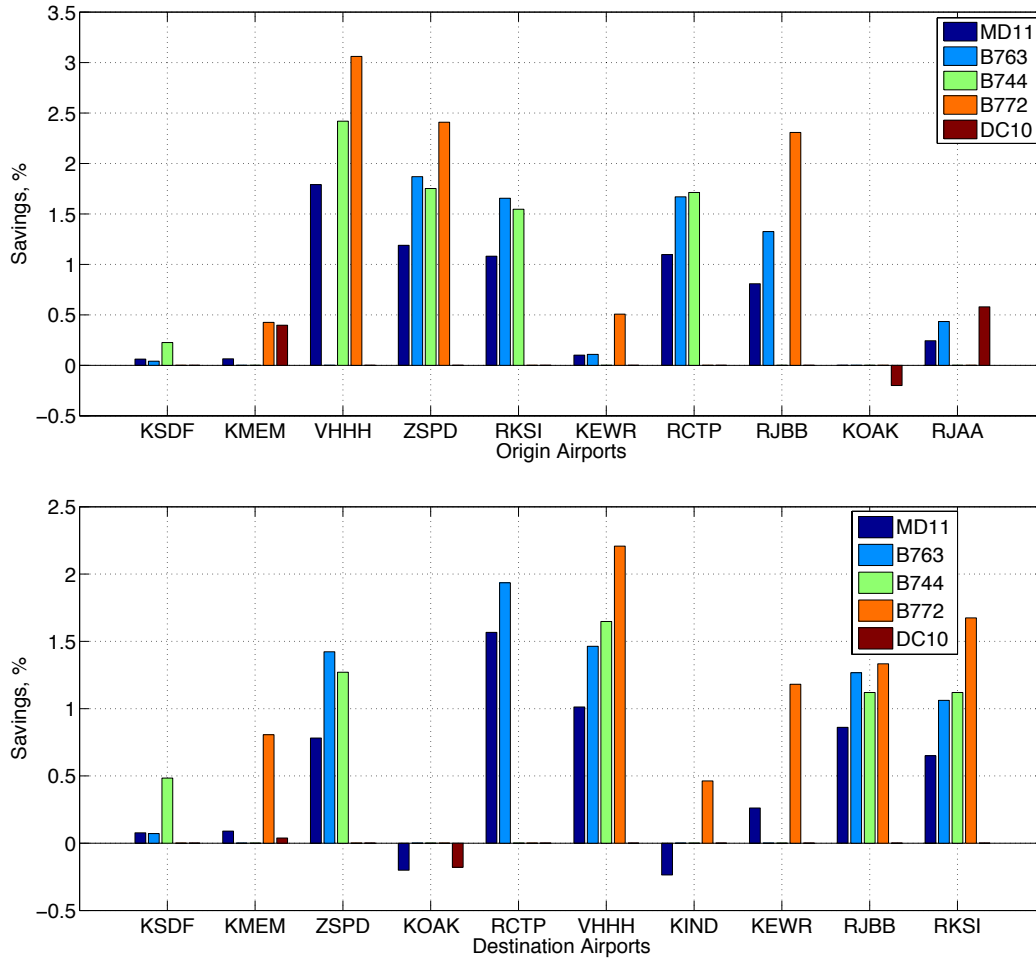 3.5
3
2.5
2
1.5
1
0.5
0
−0.5
Savings, %
MD11
B763
B744
B772
DC10
KSDF KMEM VHHH ZSPD RKSI KEWR RCTP RJBB KOAK RJAA
Origin Airports
2.5
2
1.5
1
0.5
0
−0.5
Savings, %
MD11
B763
B744
B772
DC10
KSDF KMEM ZSPD KOAK RCTP VHHH KIND KEWR RJBB RKSI
Destination Airports